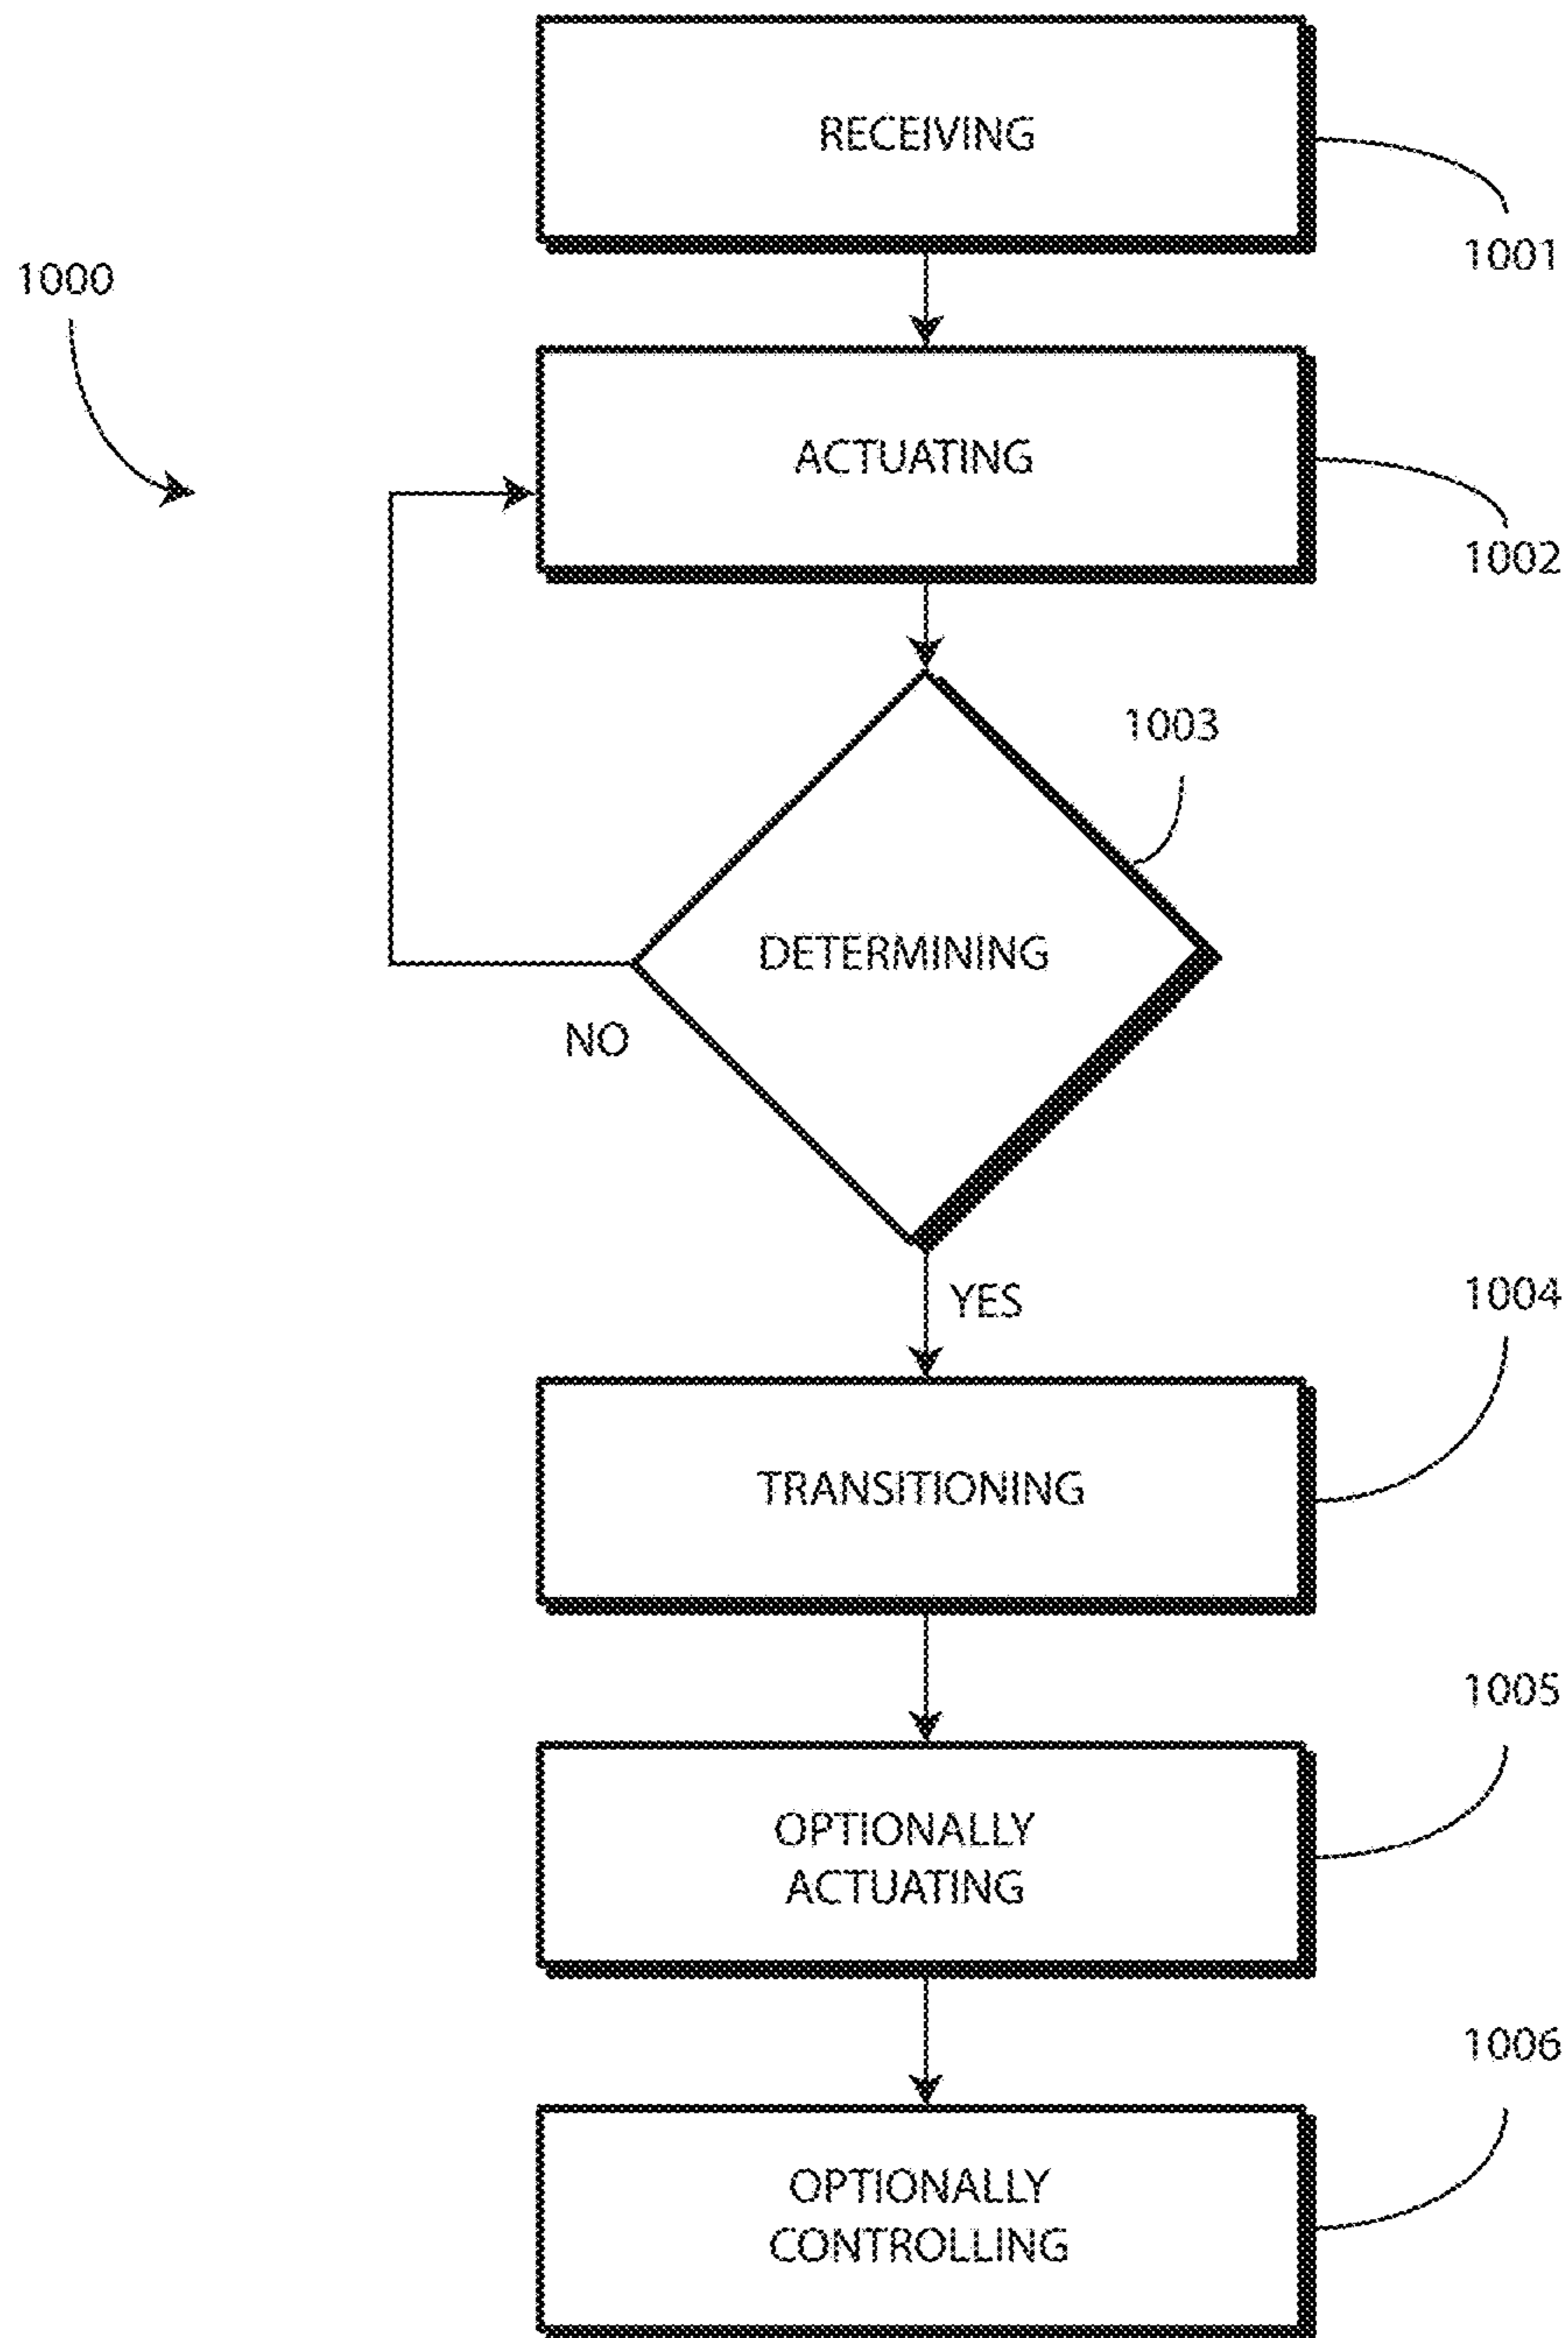 RECEIVING
1001
1000
ACTUATING
1002
1003
DETERMINING
NO
YES
1004
TRANSITIONING
1005
OPTIONALLY
ACTUATING
1006
OPTIONALLY
CONTROLLING